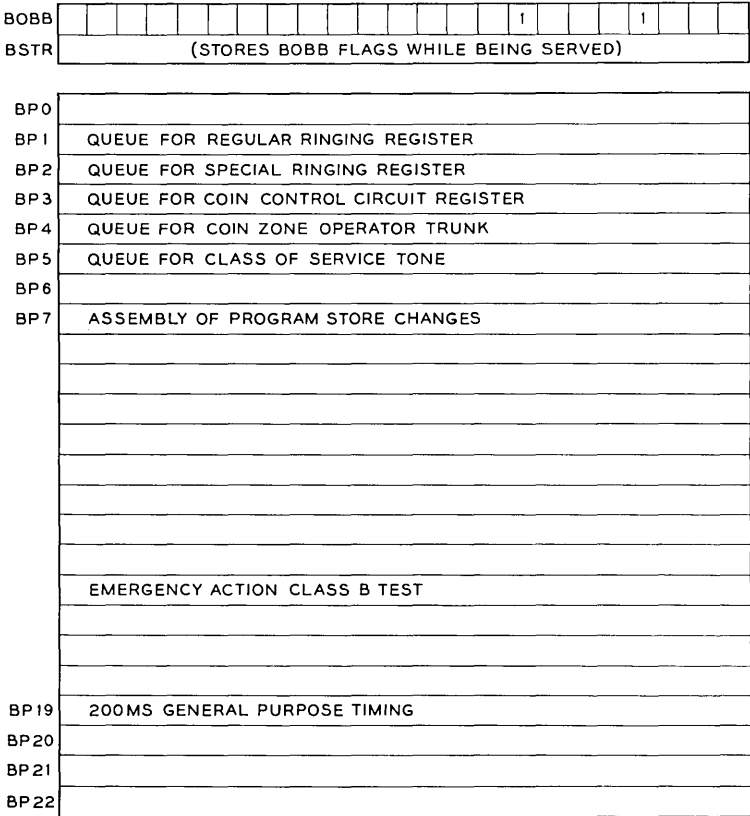 BOBB 1 1
BSTR (STORES BOBB FLAGS WHILE BEING SERVED)
BP0
BP1 QUEUE FOR REGULAR RINGING REGISTER
BP2 QUEUE FOR SPECIAL RINGING REGISTER
BP3 QUEUE FOR COIN CONTROL CIRCUIT REGISTER
BP4 QUEUE FOR COIN ZONE OPERATOR TRUNK
BP5 QUEUE FOR CLASS OF SERVICE TONE
BP6
BP7 ASSEMBLY OF PROGRAM STORE CHANGES
EMERGENCY ACTION CLASS B TEST
BP19 200MS GENERAL PURPOSE TIMING
BP20
BP21
BP22